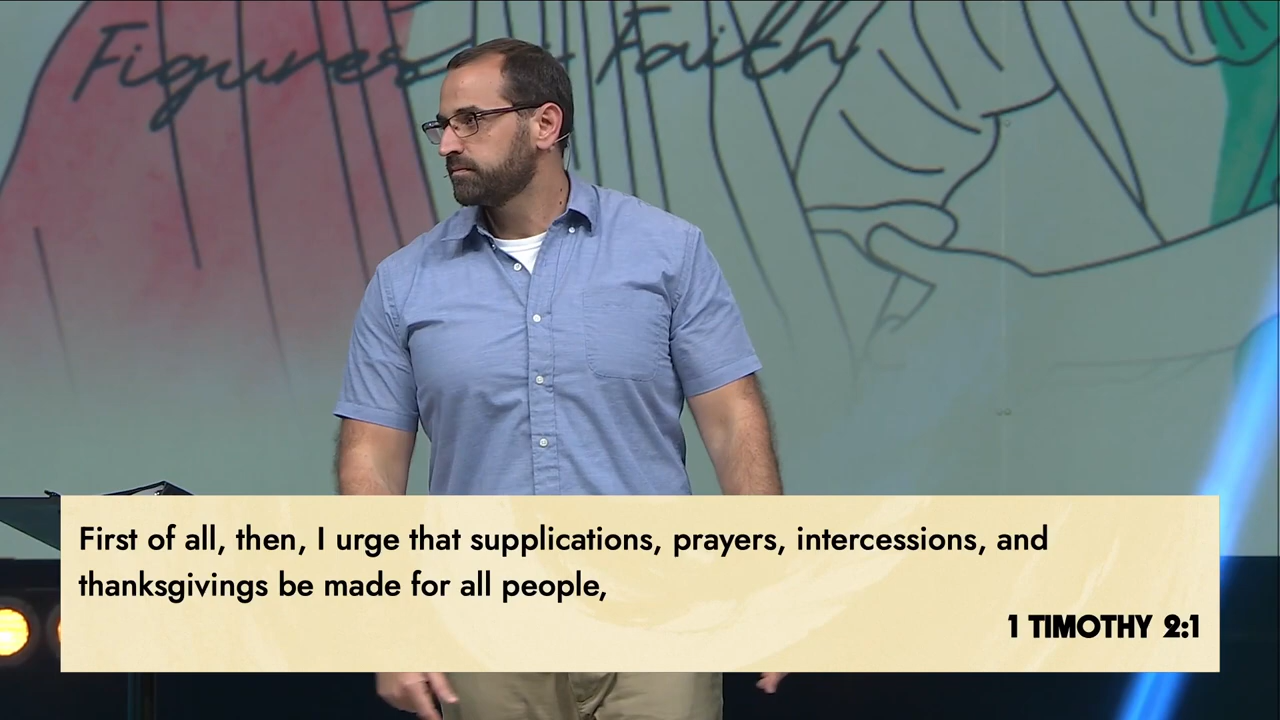 Figures of Faith
First of all, then, I urge that supplications, prayers, intercessions, and
thanksgivings be made for all people,
1 TIMOTHY 2:1